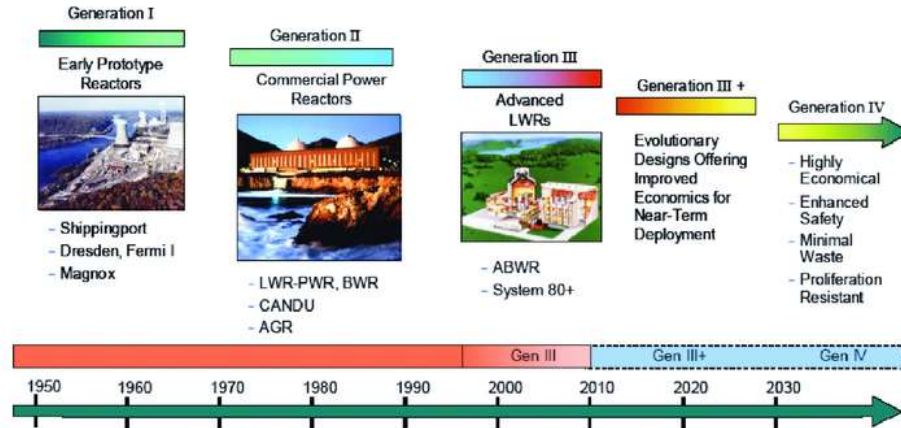 Generation I
Early Prototype
Reactors
- Shippingport
- Dresden, Fermi I
- Magnox
Generation II
Commercial Power
Reactors
- LWR-PWR, BWR
- CANDU
- AGR
Generation III
Advanced
LWRs
- ABWR
- System 80+
Generation III +
Evolutionary
Designs Offering
Improved
Economics for
Near-Term
Deployment
Generation IV
- Highly
Economical
- Enhanced
Safety
- Minimal
Waste
- Proliferation
Resistant
Gen III
Gen III+
Gen IV
1950
1960
1970
1980
1990
2000
2010
2020
2030